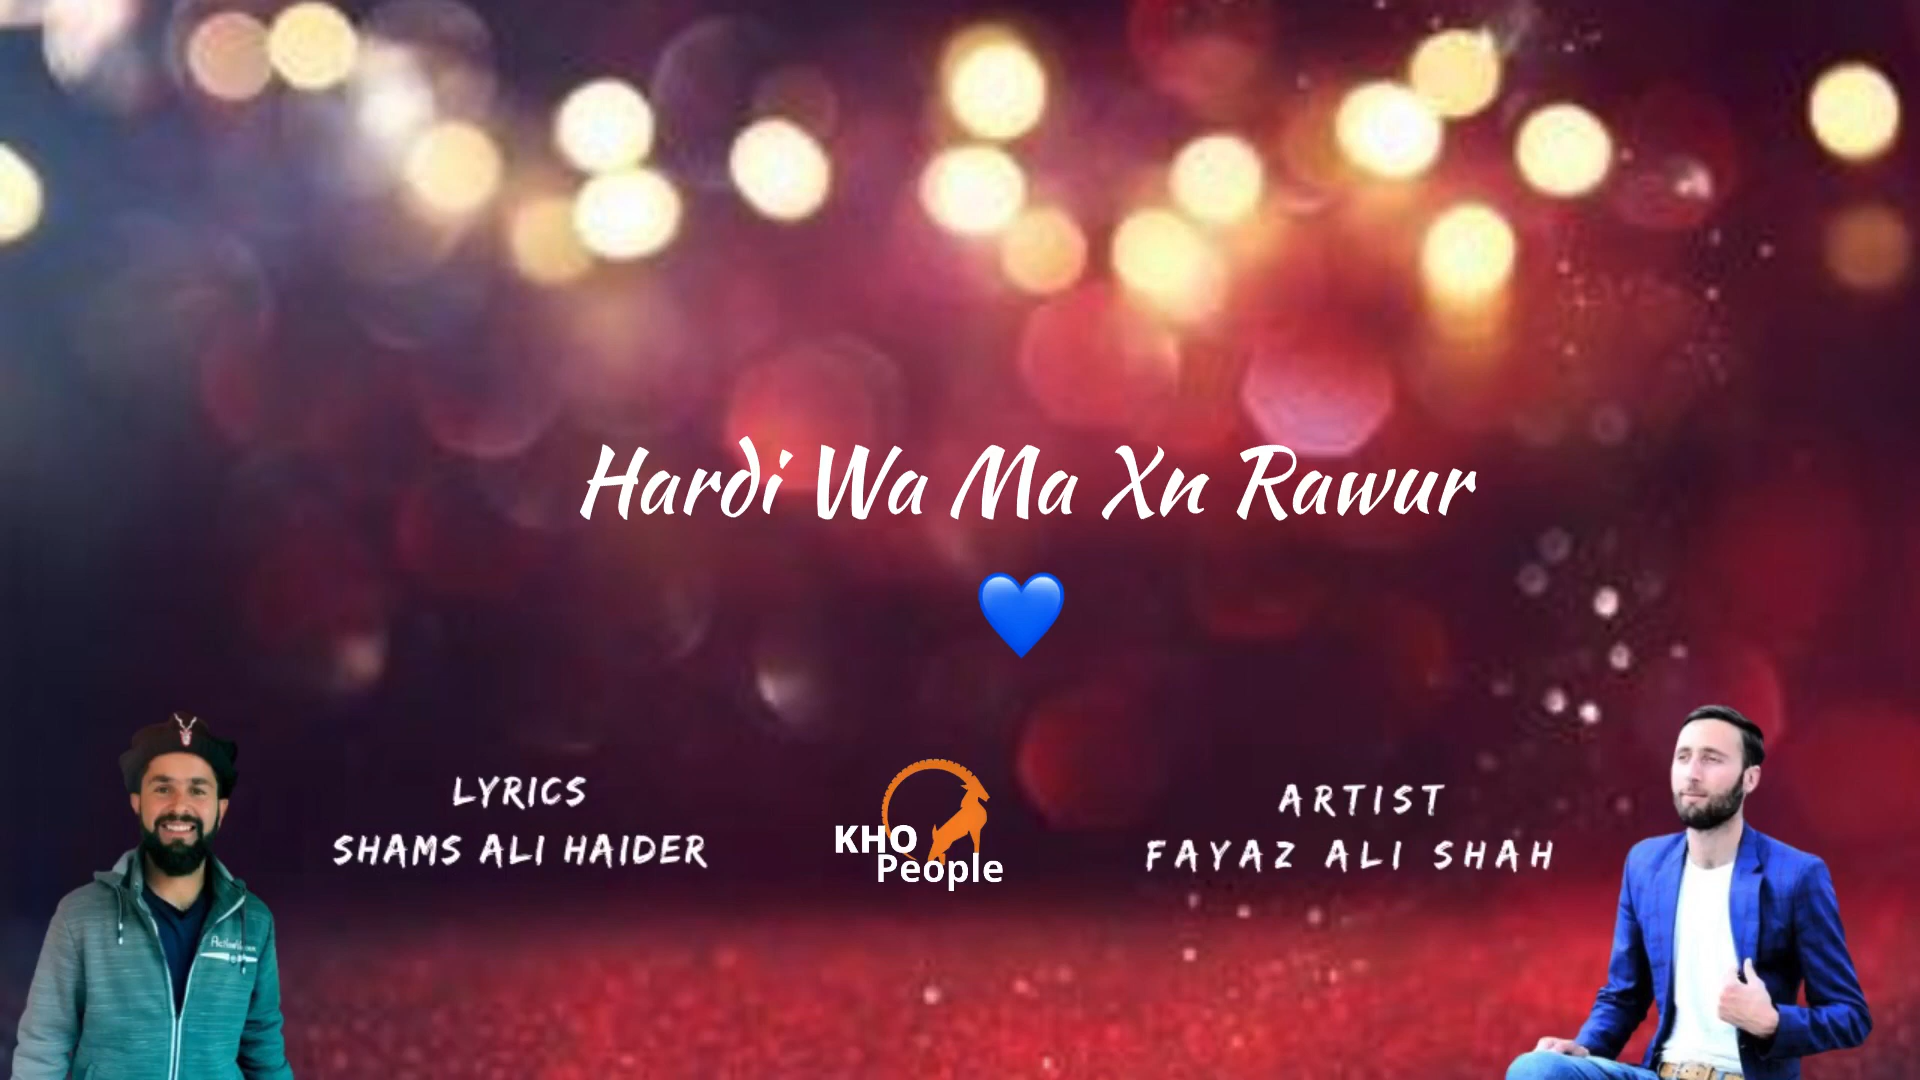 Hardi Wa Ma Xn Rawur
LYRICS
SHAMS ALI HAIDER
KHO
People
ARTIST
FAYAZ ALI SHAH